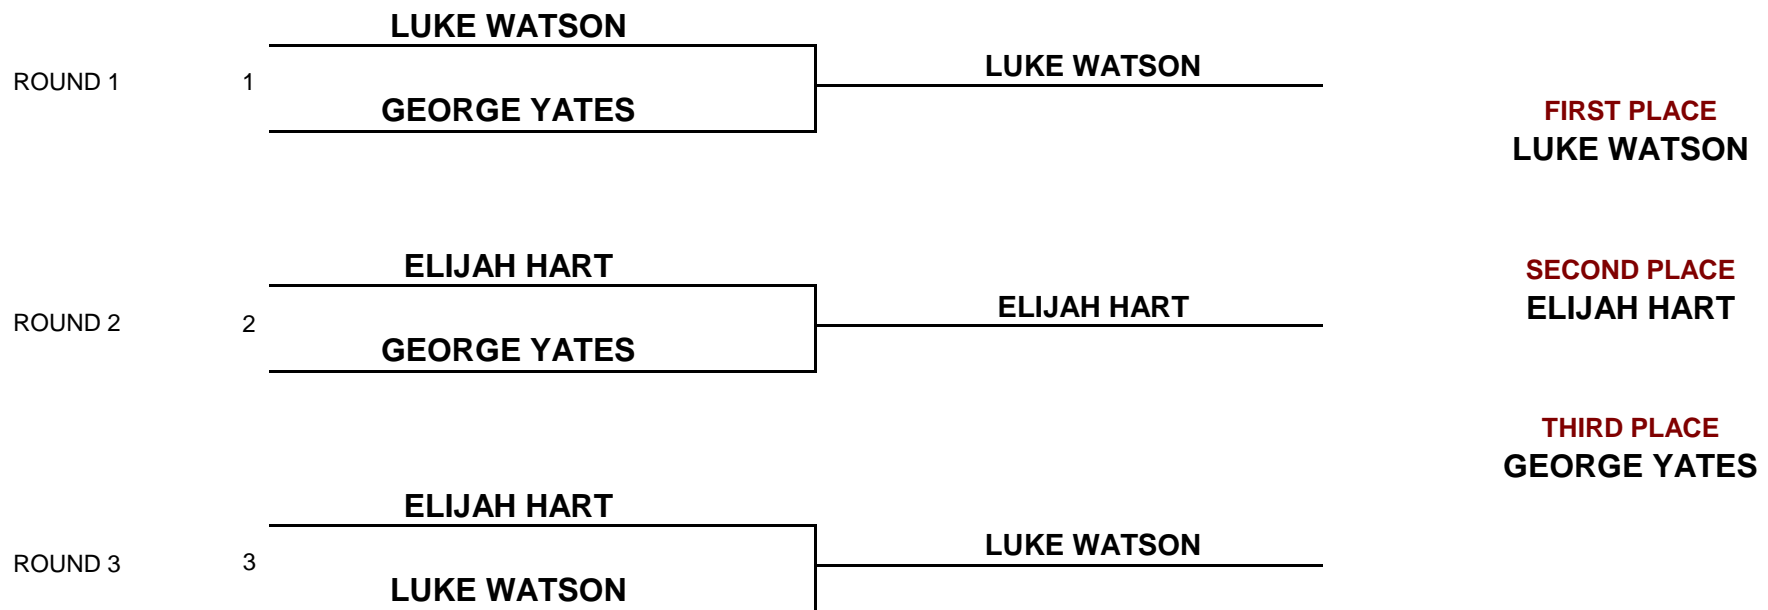 LUKE WATSON
ROUND 1 1 LUKE WATSON
GEORGE YATES
FIRST PLACE
LUKE WATSON
ELIJAH HART
SECOND PLACE
ROUND 2 2 ELIJAH HART ELIJAH HART
GEORGE YATES
THIRD PLACE
GEORGE YATES
ELIJAH HART
ROUND 3 3 LUKE WATSON
LUKE WATSON